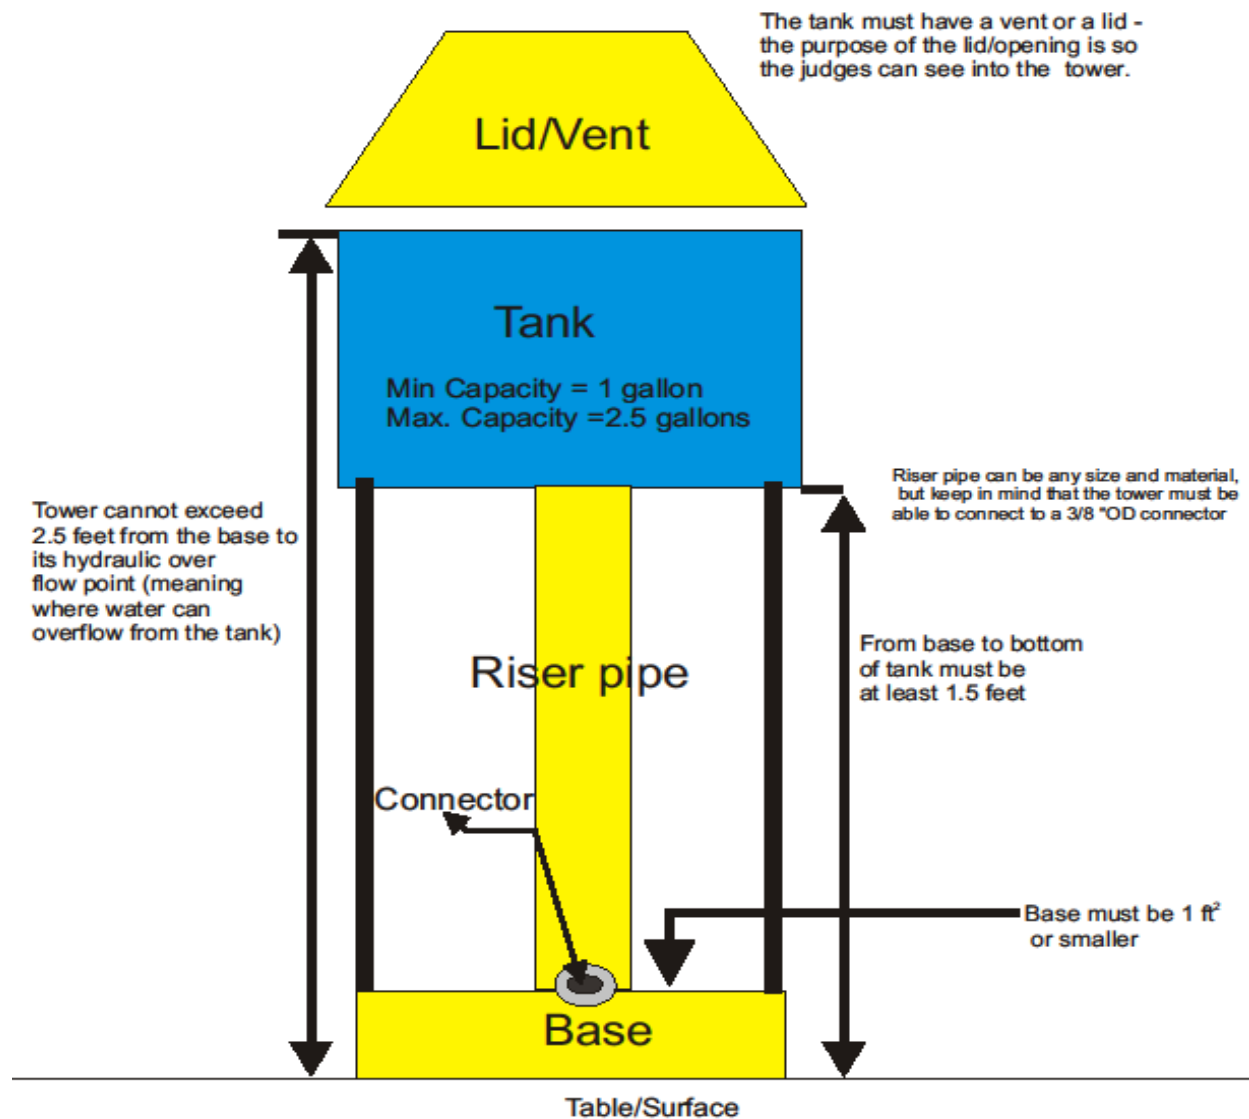 The tank must have a vent or a lid -
the purpose of the lid/opening is so
the judges can see into the tower.
Lid/Vent
Tank
Min Capacity = 1 gallon
Max. Capacity =2.5 gallons
Riser pipe can be any size and material,
but keep in mind that the tower must be
able to connect to a 3/8 "OD connector
Tower cannot exceed
2.5 feet from the base to
its hydraulic over
flow point (meaning
where water can
overflow from the tank)
From base to bottom
of tank must be
at least 1.5 feet
Riser pipe
Connector
Base must be 1 ft²
or smaller
Base
Table/Surface